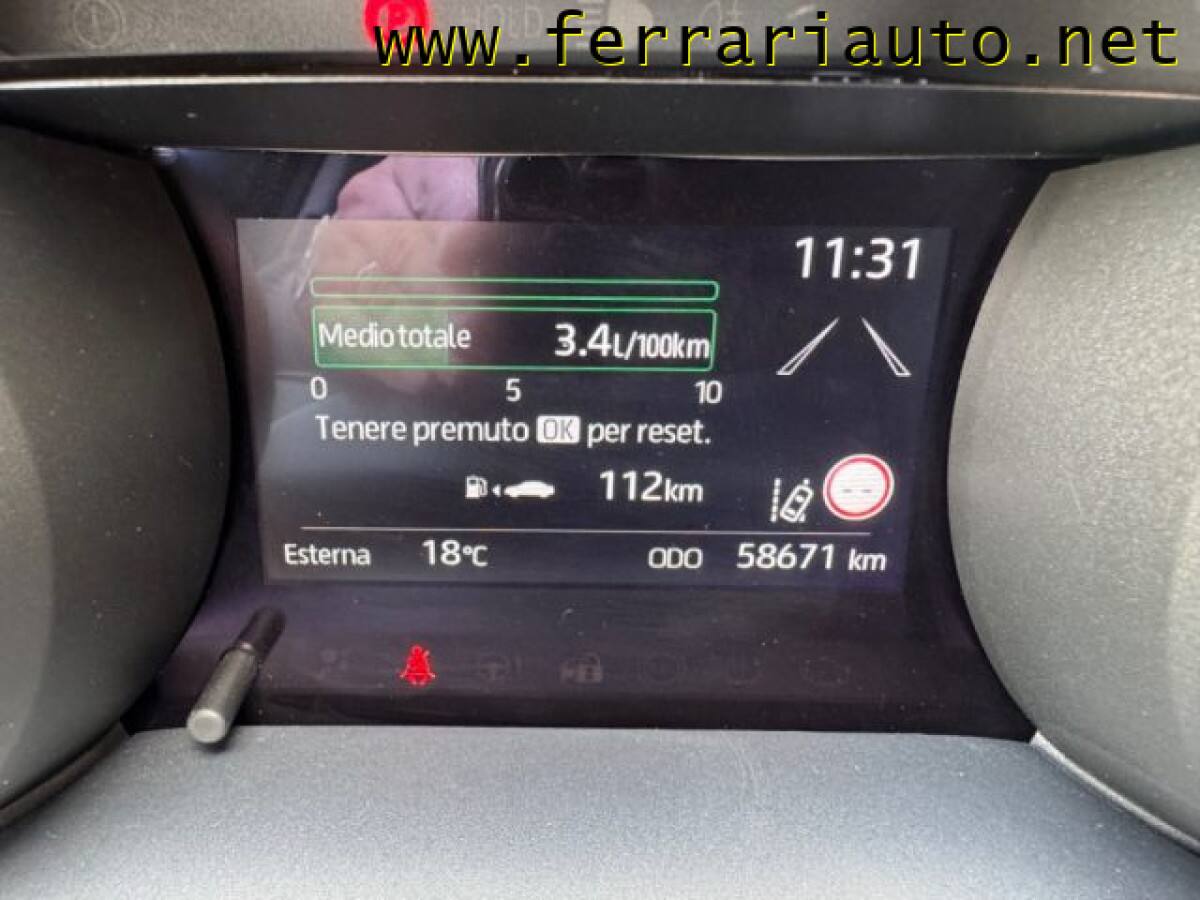 P HOLD
www.ferrariauto.net
11:31
Medio totale 3.4L/100km
0 5 10
Tenere premuto OK per reset.
112km
--
Esterna 18°C ODO 58671 km